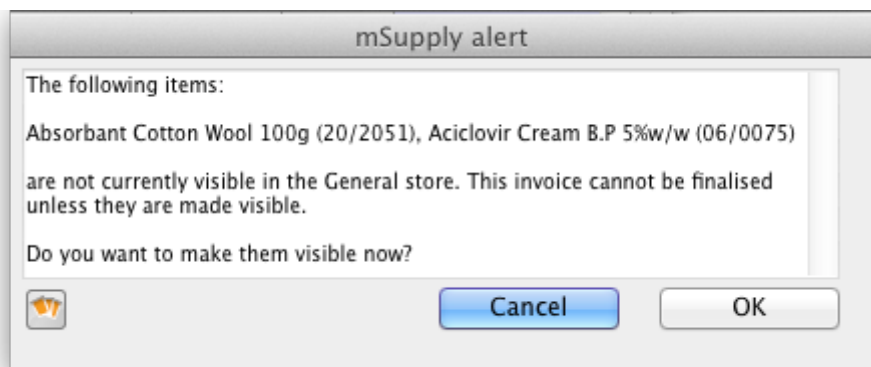 mSupply alert
The following items:
Absorbant Cotton Wool 100g (20/2051), Aciclovir Cream B.P 5%w/w (06/0075)
are not currently visible in the General store. This invoice cannot be finalised
unless they are made visible.
Do you want to make them visible now?
Cancel
OK